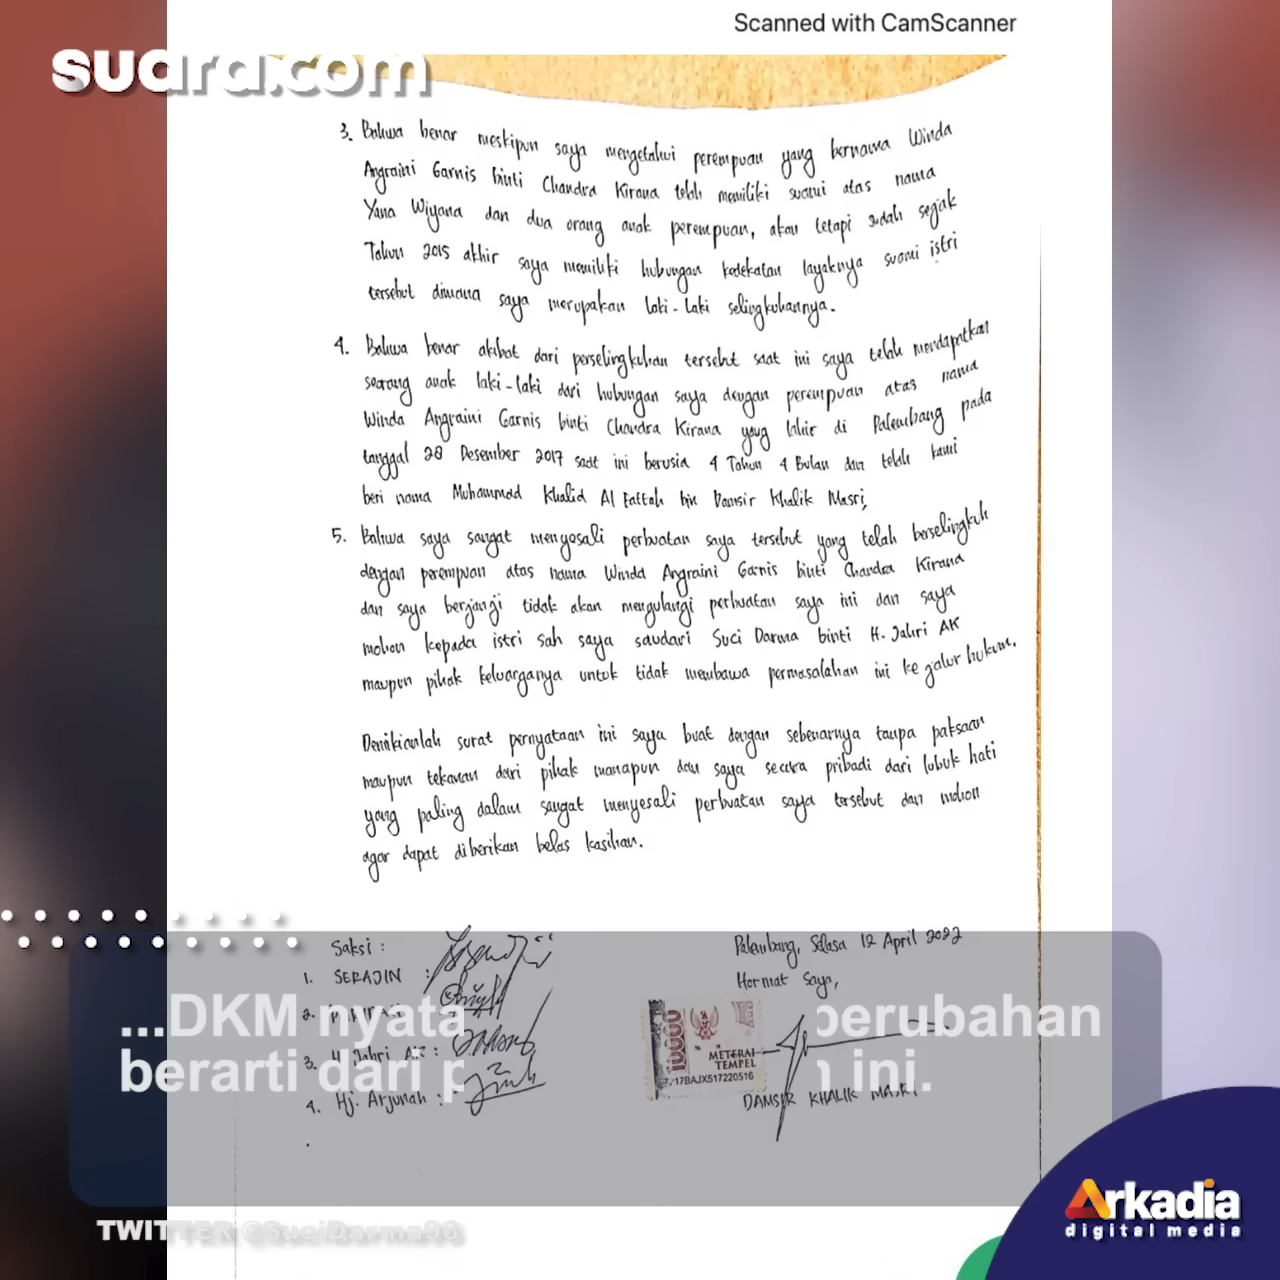 Scanned with CamScanner
suara.com
3. Bahwa benar meskipun saya mengetahui perempuan yang bernama Winda
Angraini Garnis binti Chandra Kirana telah memiliki suami atas nama
Yana Wiyana dan dua orang anak perempuan, akan tetapi sudah sejak
Tahun 2015 akhir saya memiliki hubungan kedekatan layaknya suami istri
tersebut dimana saya merupakan laki-laki selingkuhannya.
4. Bahwa benar akibat dari perselingkuhan tersebut saat ini saya telah mendapatkan
seorang anak laki-laki dari hubungan saya dengan perempuan atas nama
Winda Angraini Garnis binti Chandra Kirana yang lahir di Palembang pada
tanggal 28 Desember 2017 saat ini berusia 4 Tahun 4 Bulan dan telah kami
beri nama Muhammad Khalid Al Fattah bin Damsir Khalik Masri,
5. Bahwa saya sangat menyesali perbuatan saya tersebut yang telah berselingkuh
dengan perempuan atas nama Winda Angraini Garnis binti Chandra Kirana
dan saya berjanji tidak akan mengulangi perbuatan saya ini dan saya
mohon kepada istri sah saya saudari Suci Darma binti H. Jahri AK
maupun pihak keluarganya untuk tidak membawa permasalahan ini ke jalur hukum.
Demikianlah surat pernyataan ini saya buat dengan sebenarnya tanpa paksaan
maupun tekanan dari pihak manapun dan saya secara pribadi dari lubuk hati
yang paling dalam sangat menyesali perbuatan saya tersebut dan mohon
agar dapat diberikan belas kasihan.
Saksi :
1. SERAJIN :
2.
3. H Jahri AK :
4. Hj. Arjunah :
Palembang, Selasa 12 April 2022
Hormat Saya,
10000
METERAI
TEMPEL
17BAJX517220516
DAMSIR KHALIK MASRI
...DKM nyata perubahan
berarti dari ini.
TWITTER @SuciDarma96
Arkadia
digital media